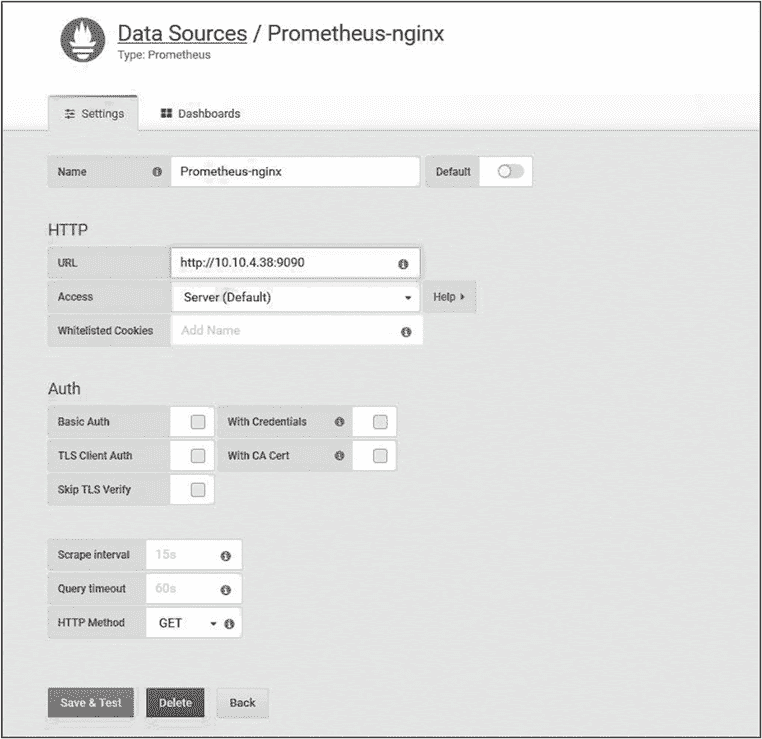 Data Sources / Prometheus-nginx
Type: Prometheus
Settings Dashboards
Name Prometheus-nginx Default
HTTP
URL http://10.10.4.38:9090
Access Server (Default) Help
Whitelisted Cookies Add Name
Auth
Basic Auth With Credentials
TLS Client Auth With CA Cert
Skip TLS Verify
Scrape interval 15s
Query timeout 60s
HTTP Method GET
Save & Test Delete Back